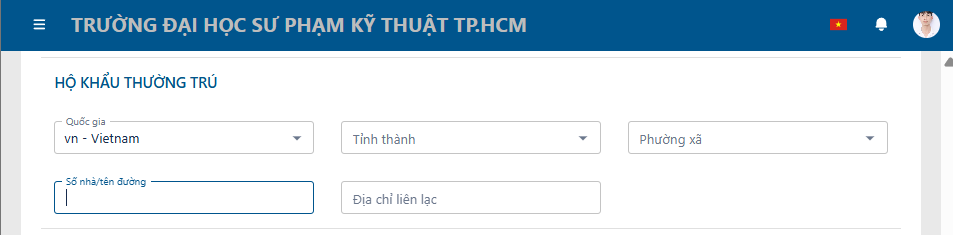 TRƯỜNG ĐẠI HỌC SƯ PHẠM KỸ THUẬT TP.HCM
HỘ KHẨU THƯỜNG TRÚ
Quốc gia
vn - Vietnam
Tỉnh thành
Phường xã
Số nhà/tên đường
Địa chỉ liên lạc